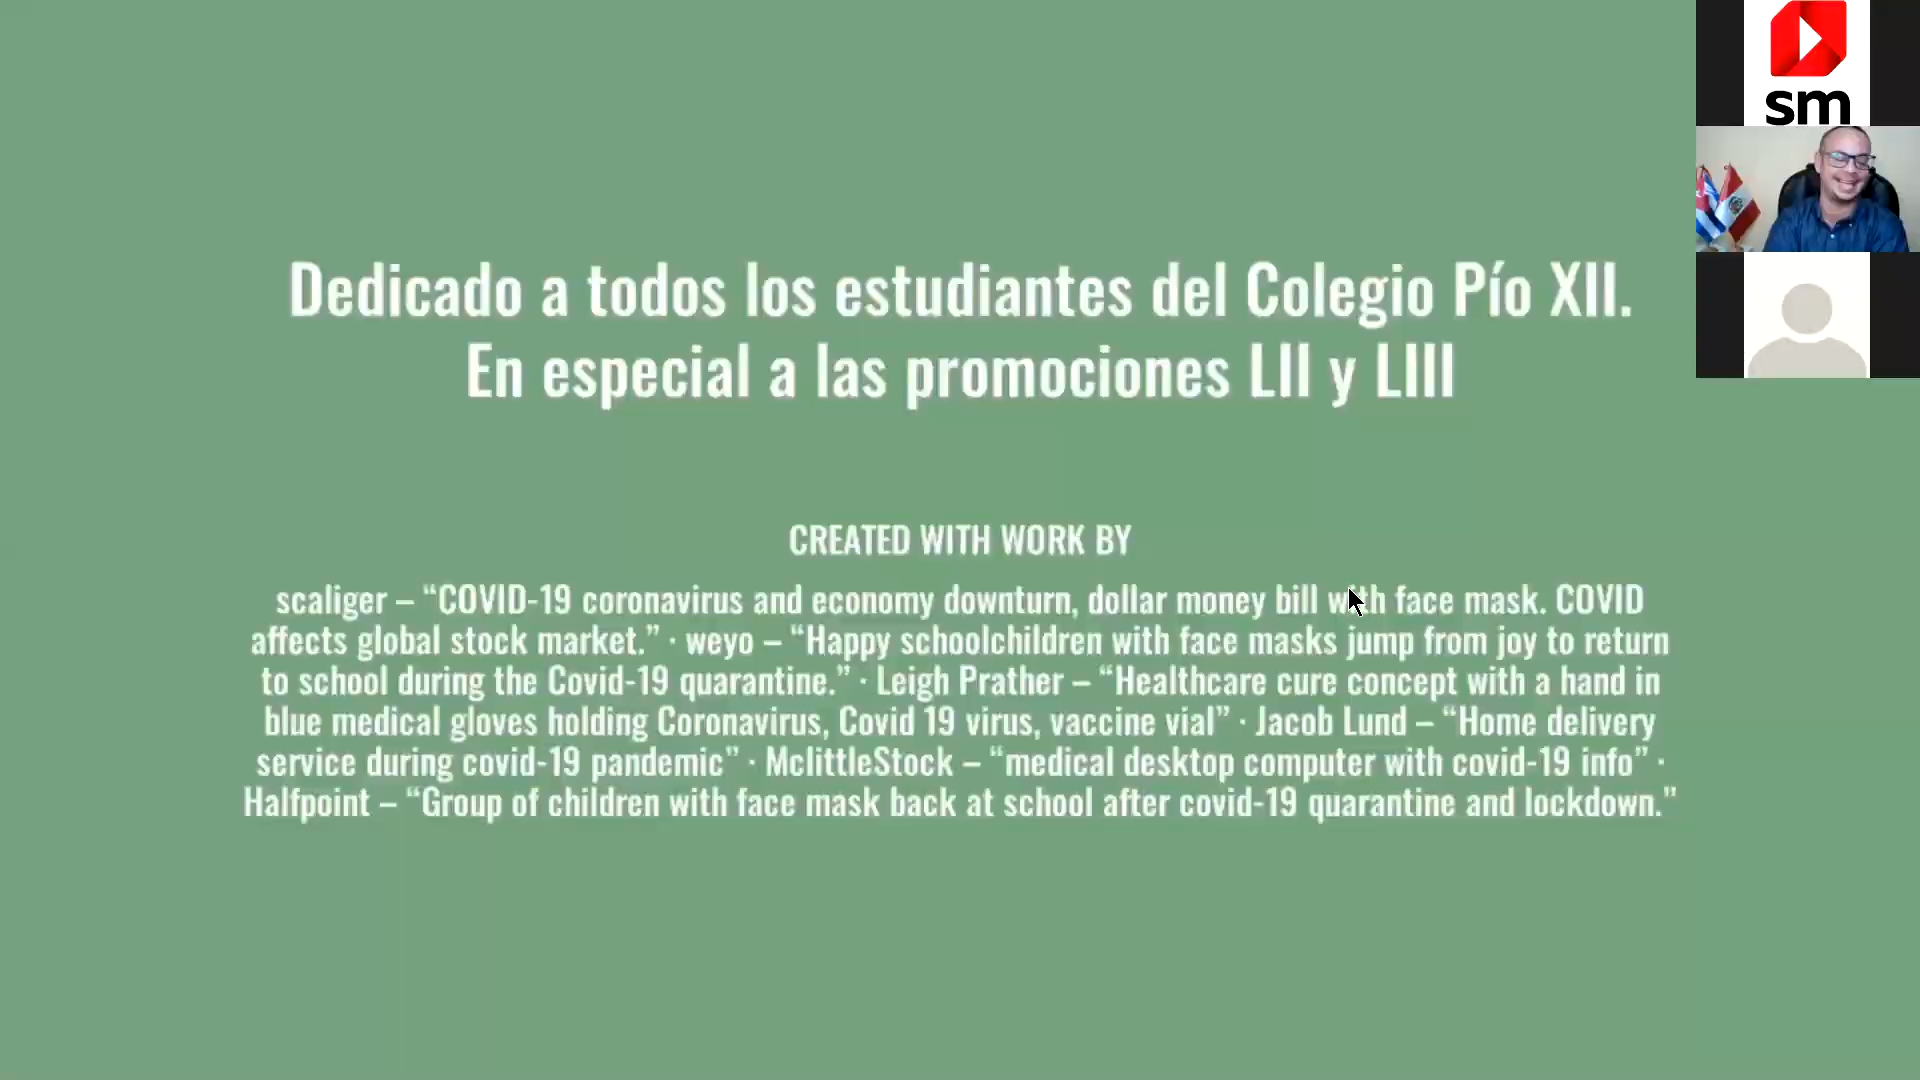 sm
Dedicado a todos los estudiantes del Colegio Pío XII.
En especial a las promociones LII y LIII
CREATED WITH WORK BY
scaliger – “COVID-19 coronavirus and economy downturn, dollar money bill with face mask. COVID
affects global stock market.” · weyo – “Happy schoolchildren with face masks jump from joy to return
to school during the Covid-19 quarantine.” · Leigh Prather – “Healthcare cure concept with a hand in
blue medical gloves holding Coronavirus, Covid 19 virus, vaccine vial” · Jacob Lund – “Home delivery
service during covid-19 pandemic” · MclittleStock – “medical desktop computer with covid-19 info” ·
Halfpoint – “Group of children with face mask back at school after covid-19 quarantine and lockdown.”